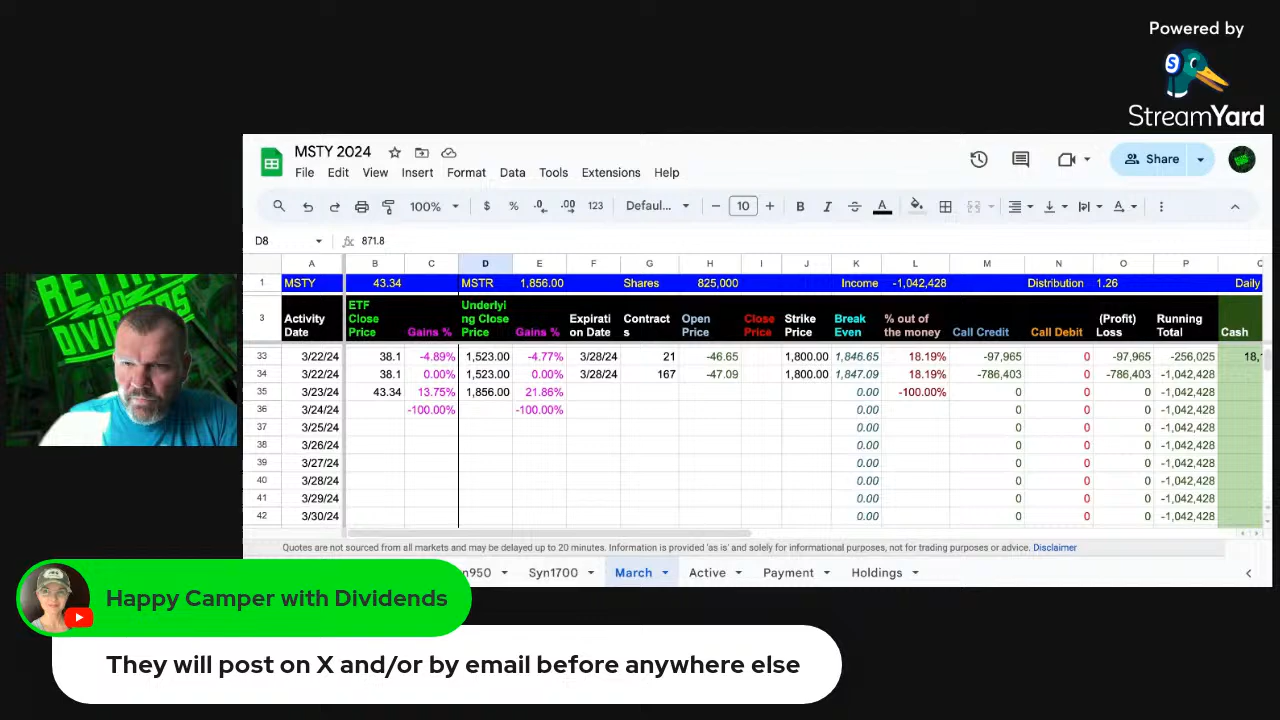 Powered by
StreamYard
MSTY 2024
Share
File Edit View Insert Format Data Tools Extensions Help
100% $ % .0 .00 123 Defaul... − 10 + B I A
D8 fx 871.8
A B C D E F G H I J K L M N O P
1 MSTY 43.34 MSTR 1,856.00 Shares 825,000 Income -1,042,428 Distribution 1.26 Daily
3 Activity Date ETF Close Price Gains % Underlyi ng Close Price Gains % Expirati on Date Contract s Open Price Close Price Strike Price Break Even % out of the money Call Credit Call Debit (Profit) Loss Running Total Cash
33 3/22/24 38.1 -4.89% 1,523.00 -4.77% 3/28/24 21 -46.65 1,800.00 1,846.65 18.19% -97,965 0 -97,965 -256,025 18,
34 3/22/24 38.1 0.00% 1,523.00 0.00% 3/28/24 167 -47.09 1,800.00 1,847.09 18.19% -786,403 0 -786,403 -1,042,428
35 3/23/24 43.34 13.75% 1,856.00 21.86% 0.00 -100.00% 0 0 0 -1,042,428
36 3/24/24 -100.00% -100.00% 0.00 0 0 0 -1,042,428
37 3/25/24 0.00 0 0 0 -1,042,428
38 3/26/24 0.00 0 0 0 -1,042,428
39 3/27/24 0.00 0 0 0 -1,042,428
40 3/28/24 0.00 0 0 0 -1,042,428
41 3/29/24 0.00 0 0 0 -1,042,428
42 3/30/24 0.00 0 0 0 -1,042,428
Quotes are not sourced from all markets and may be delayed up to 20 minutes. Information is provided 'as is' and solely for informational purposes, not for trading purposes or advice. Disclaimer
n950 Syn1700 March Active Payment Holdings
ON
DIVIDENDS
Happy Camper with Dividends
They will post on X and/or by email before anywhere else